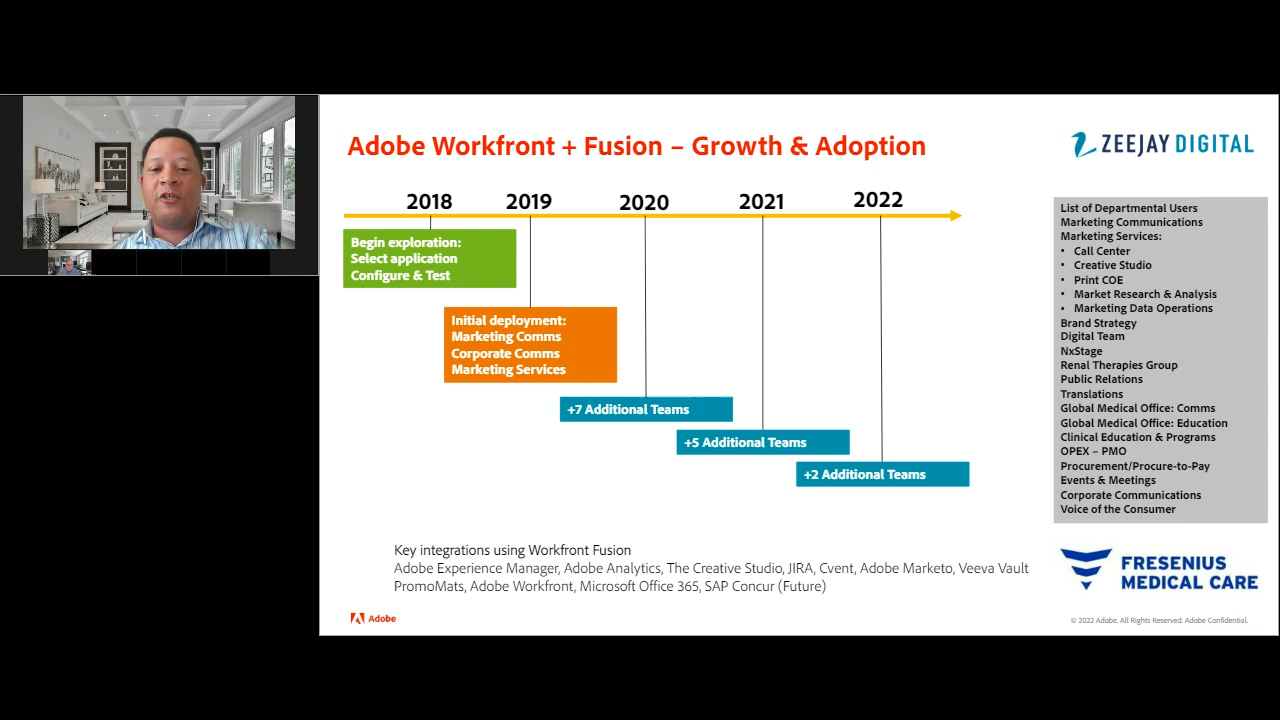 Adobe Workfront + Fusion – Growth & Adoption
ZEEJAY DIGITAL
2018 2019 2020 2021 2022
Begin exploration:
Select application
Configure & Test
Initial deployment:
Marketing Comms
Corporate Comms
Marketing Services
+7 Additional Teams
+5 Additional Teams
+2 Additional Teams
List of Departmental Users
Marketing Communications
Marketing Services:
• Call Center
• Creative Studio
• Print COE
• Market Research & Analysis
• Marketing Data Operations
Brand Strategy
Digital Team
NxStage
Renal Therapies Group
Public Relations
Translations
Global Medical Office: Comms
Global Medical Office: Education
Clinical Education & Programs
OPEX – PMO
Procurement/Procure-to-Pay
Events & Meetings
Corporate Communications
Voice of the Consumer
Key integrations using Workfront Fusion
Adobe Experience Manager, Adobe Analytics, The Creative Studio, JIRA, Cvent, Adobe Marketo, Veeva Vault
PromoMats, Adobe Workfront, Microsoft Office 365, SAP Concur (Future)
FRESENIUS
MEDICAL CARE
Adobe
© 2022 Adobe. All Rights Reserved. Adobe Confidential.